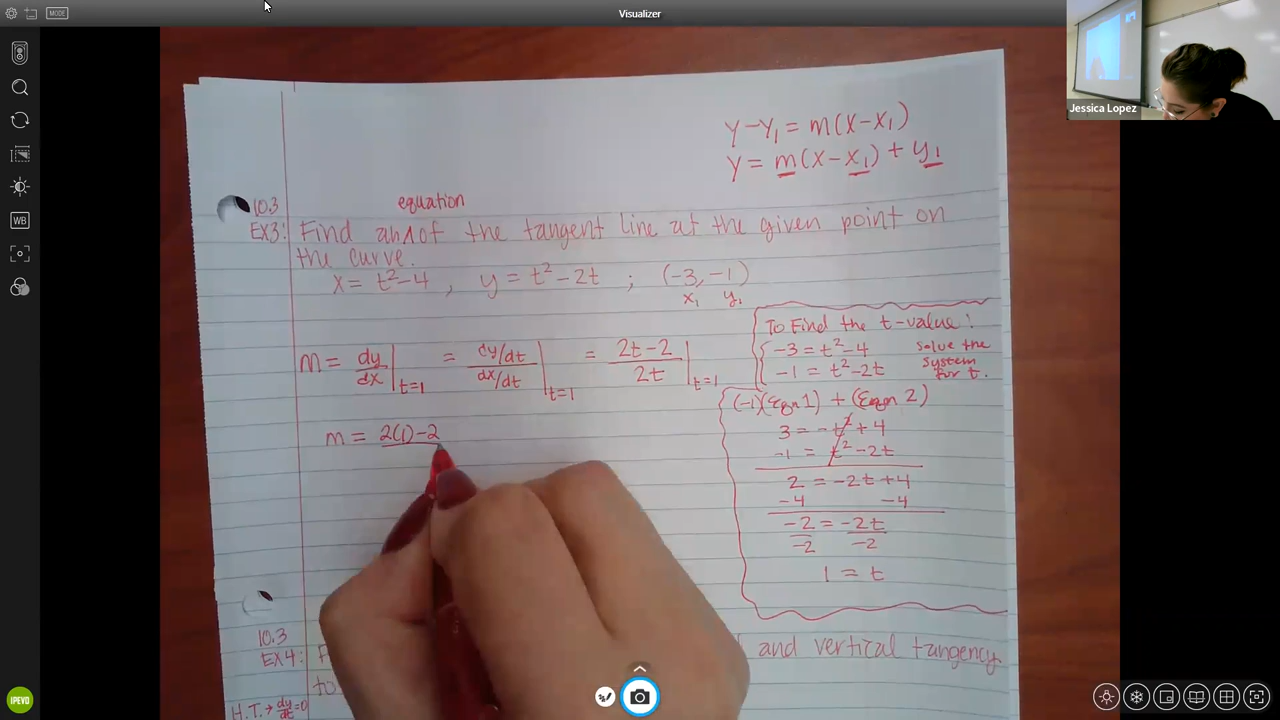 MODE
Visualizer
Jessica Lopez
y-y₁ = m(x-x₁)
y = m(x-x₁) + y₁
10.3
equation
EX3: Find an of the tangent line at the given point on
the curve.
x = t²-4 , y = t²-2t ; (-3, -1)
x₁ y₁
M = dy/dx |t=1 = dy/dt / dx/dt |t=1 = 2t-2 / 2t |t=1
m = 2(1)-2
To Find the t-value:
-3 = t²-4
-1 = t²-2t
solve the
system
for t.
(-1)(Eqn 1) + (Eqn 2)
3 = -t² + 4
-1 = t² -2t
2 = -2t +4
-4 -4
-2 = -2t
-2 -2
1 = t
10.3
EX4: F and vertical tangency
to
H.T. → dy/dt = 0
IPEVO
WB